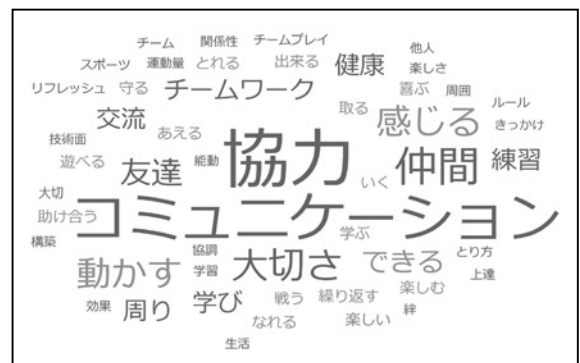 チーム 関係性 チームプレイ 他人
スポーツ 運動量 とれる 出来る 健康 楽しさ
リフレッシュ 守る チームワーク 喜ぶ 周囲
交流 あえる 取る 感じる ルール きっかけ
技術面 協力
遊べる 友達 能動 いく 仲間 練習
大切 コミュニケーション
助け合う 学ぶ
構築 協調 とり方
動かす 学習 大切さ できる 上達
効果 周り 学び 戦う 繰り返す 楽しむ 絆
なれる 楽しい
生活